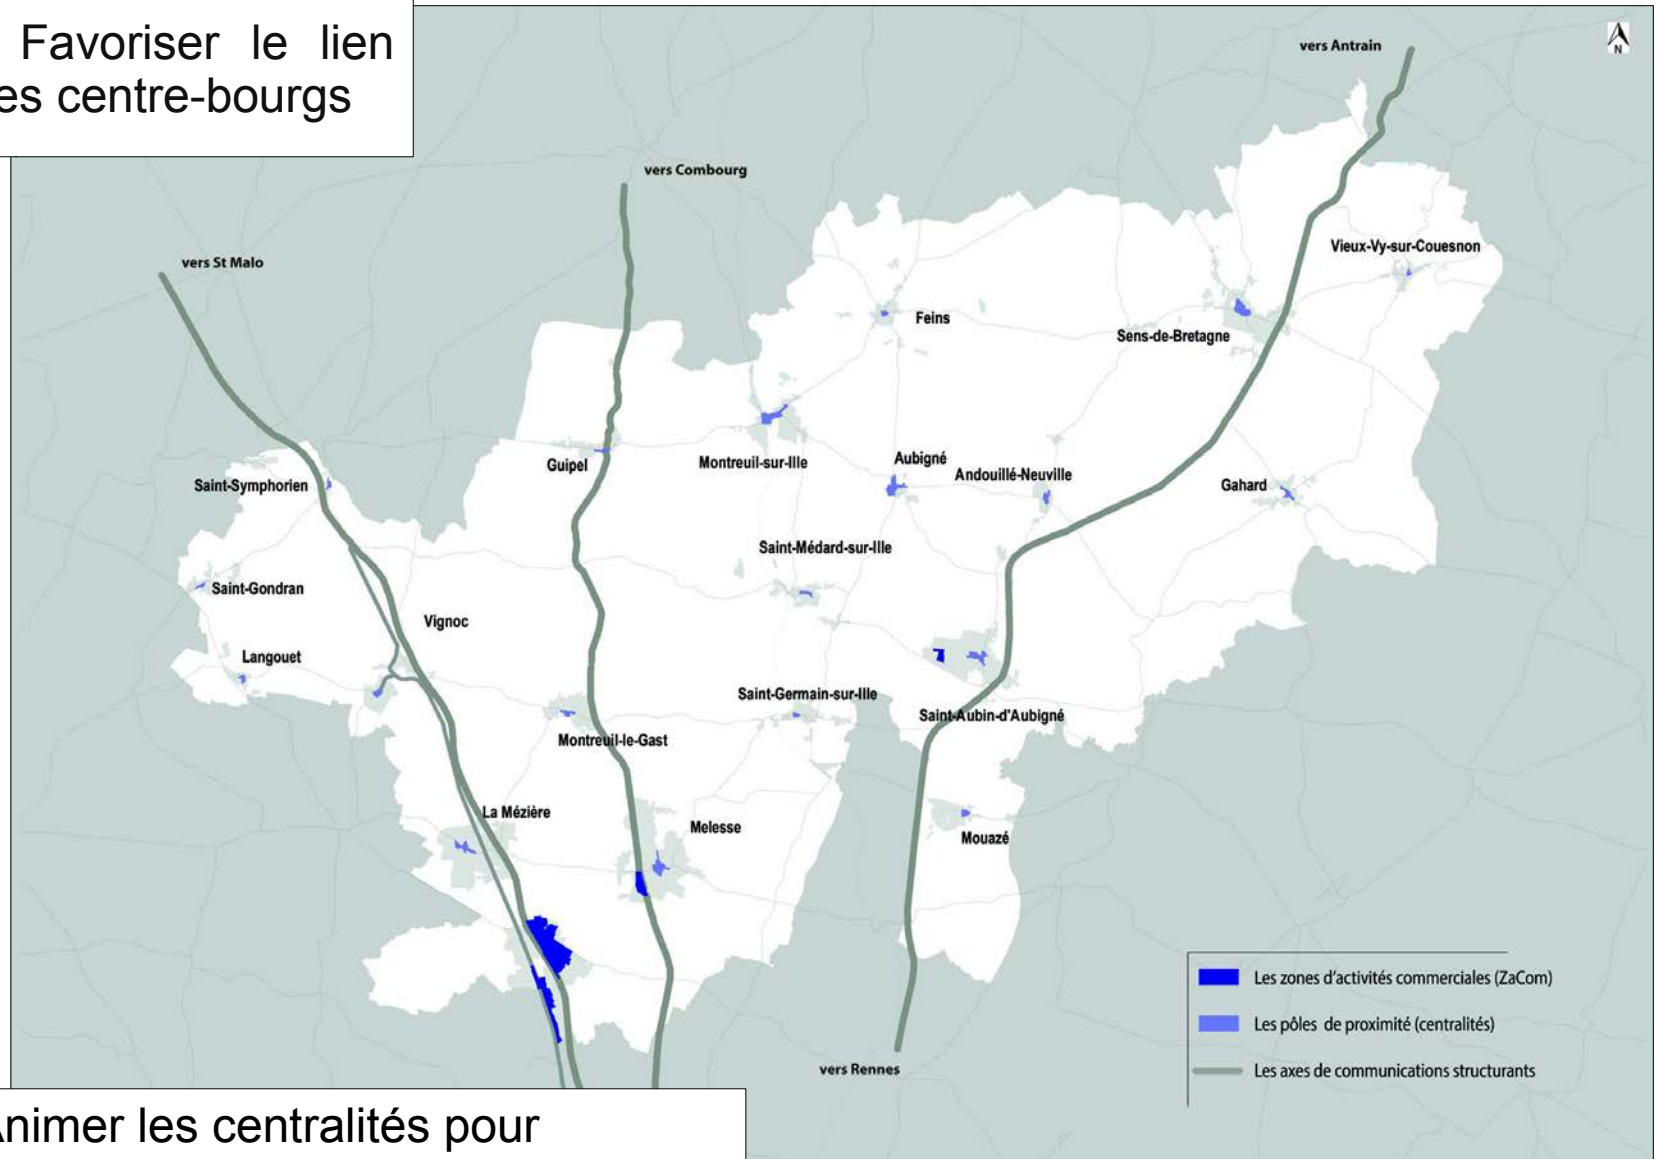 Favoriser le lien
es centre-bourgs
vers Antrain
N
vers Combourg
vers St Malo
Vieux-Vy-sur-Couesnon
Feins
Sens-de-Bretagne
Guipel
Montreuil-sur-Ille
Aubigné
Andouillé-Neuville
Saint-Symphorien
Gahard
Saint-Médard-sur-Ille
Saint-Gondran
Vignoc
Langouet
Saint-Germain-sur-Ille
Saint-Aubin-d'Aubigné
Montreuil-le-Gast
La Mézière
Melesse
Mouazé
Les zones d'activités commerciales (ZaCom)
Les pôles de proximité (centralités)
vers Rennes
Les axes de communications structurants
Animer les centralités pour